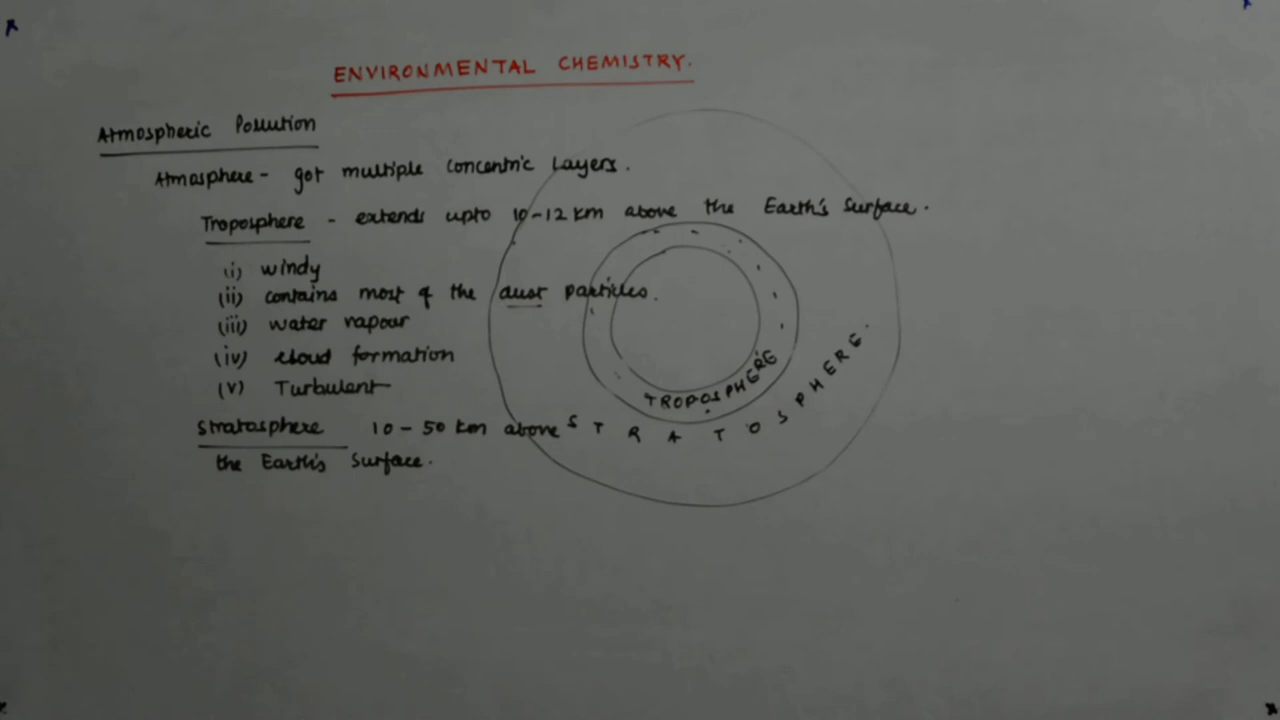 ENVIRONMENTAL CHEMISTRY.
Atmospheric Pollution
Atmosphere - got multiple concentric layers.
Troposphere - extends upto 10-12 km above the Earth's surface.
(i) windy
(ii) contains most of the dust particles.
(iii) water vapour
(iv) cloud formation
(v) Turbulent
Stratosphere 10-50 km above
the Earth's surface.
TROPOSPHERE
STRATOSPHERE.